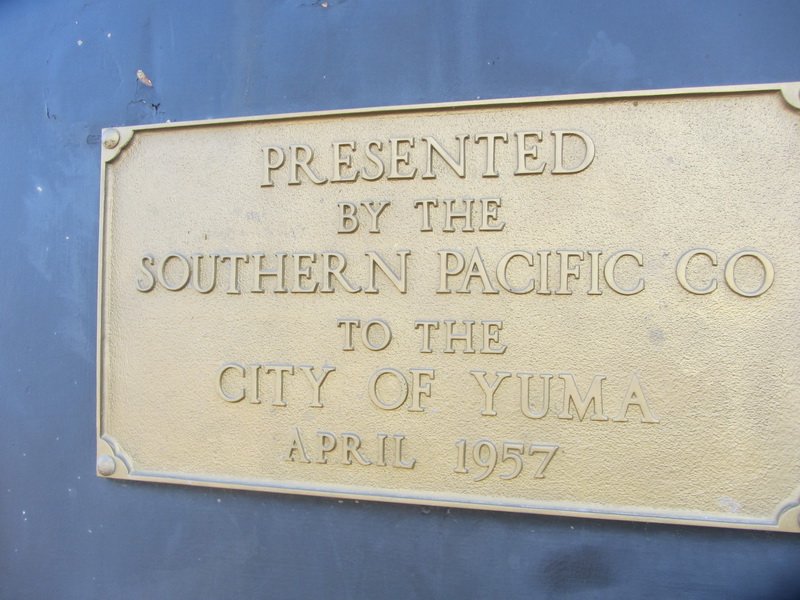 PRESENTED
BY THE
SOUTHERN PACIFIC CO
TO THE
CITY OF YUMA
APRIL 1957